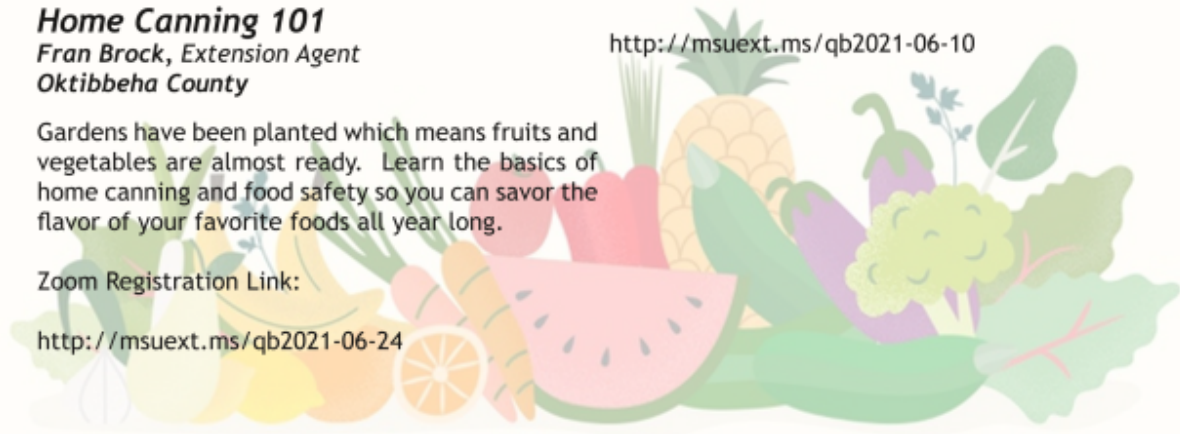 Home Canning 101
Fran Brock, Extension Agent
Oktibbeha County
Gardens have been planted which means fruits and
vegetables are almost ready. Learn the basics of
home canning and food safety so you can savor the
flavor of your favorite foods all year long.
Zoom Registration Link:
http://msuext.ms/qb2021-06-24
http://msuext.ms/qb2021-06-10